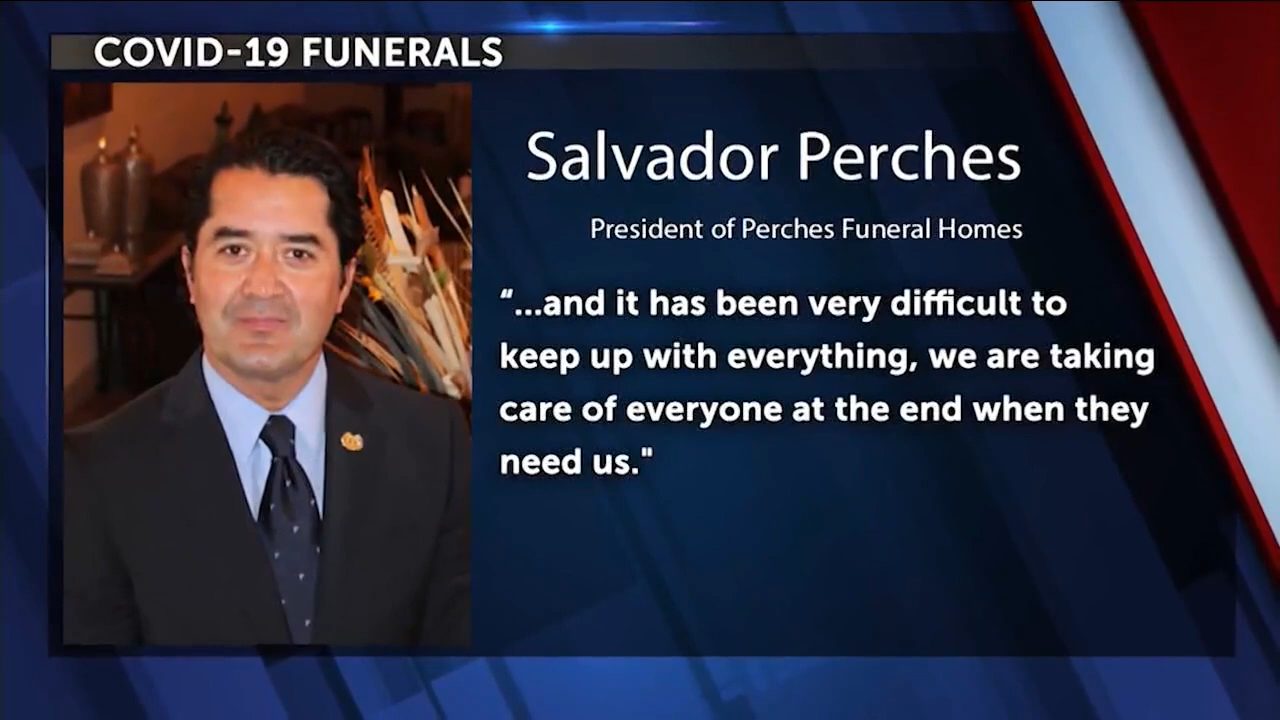 COVID-19 FUNERALS
Salvador Perches
President of Perches Funeral Homes
“...and it has been very difficult to
keep up with everything, we are taking
care of everyone at the end when they
need us."